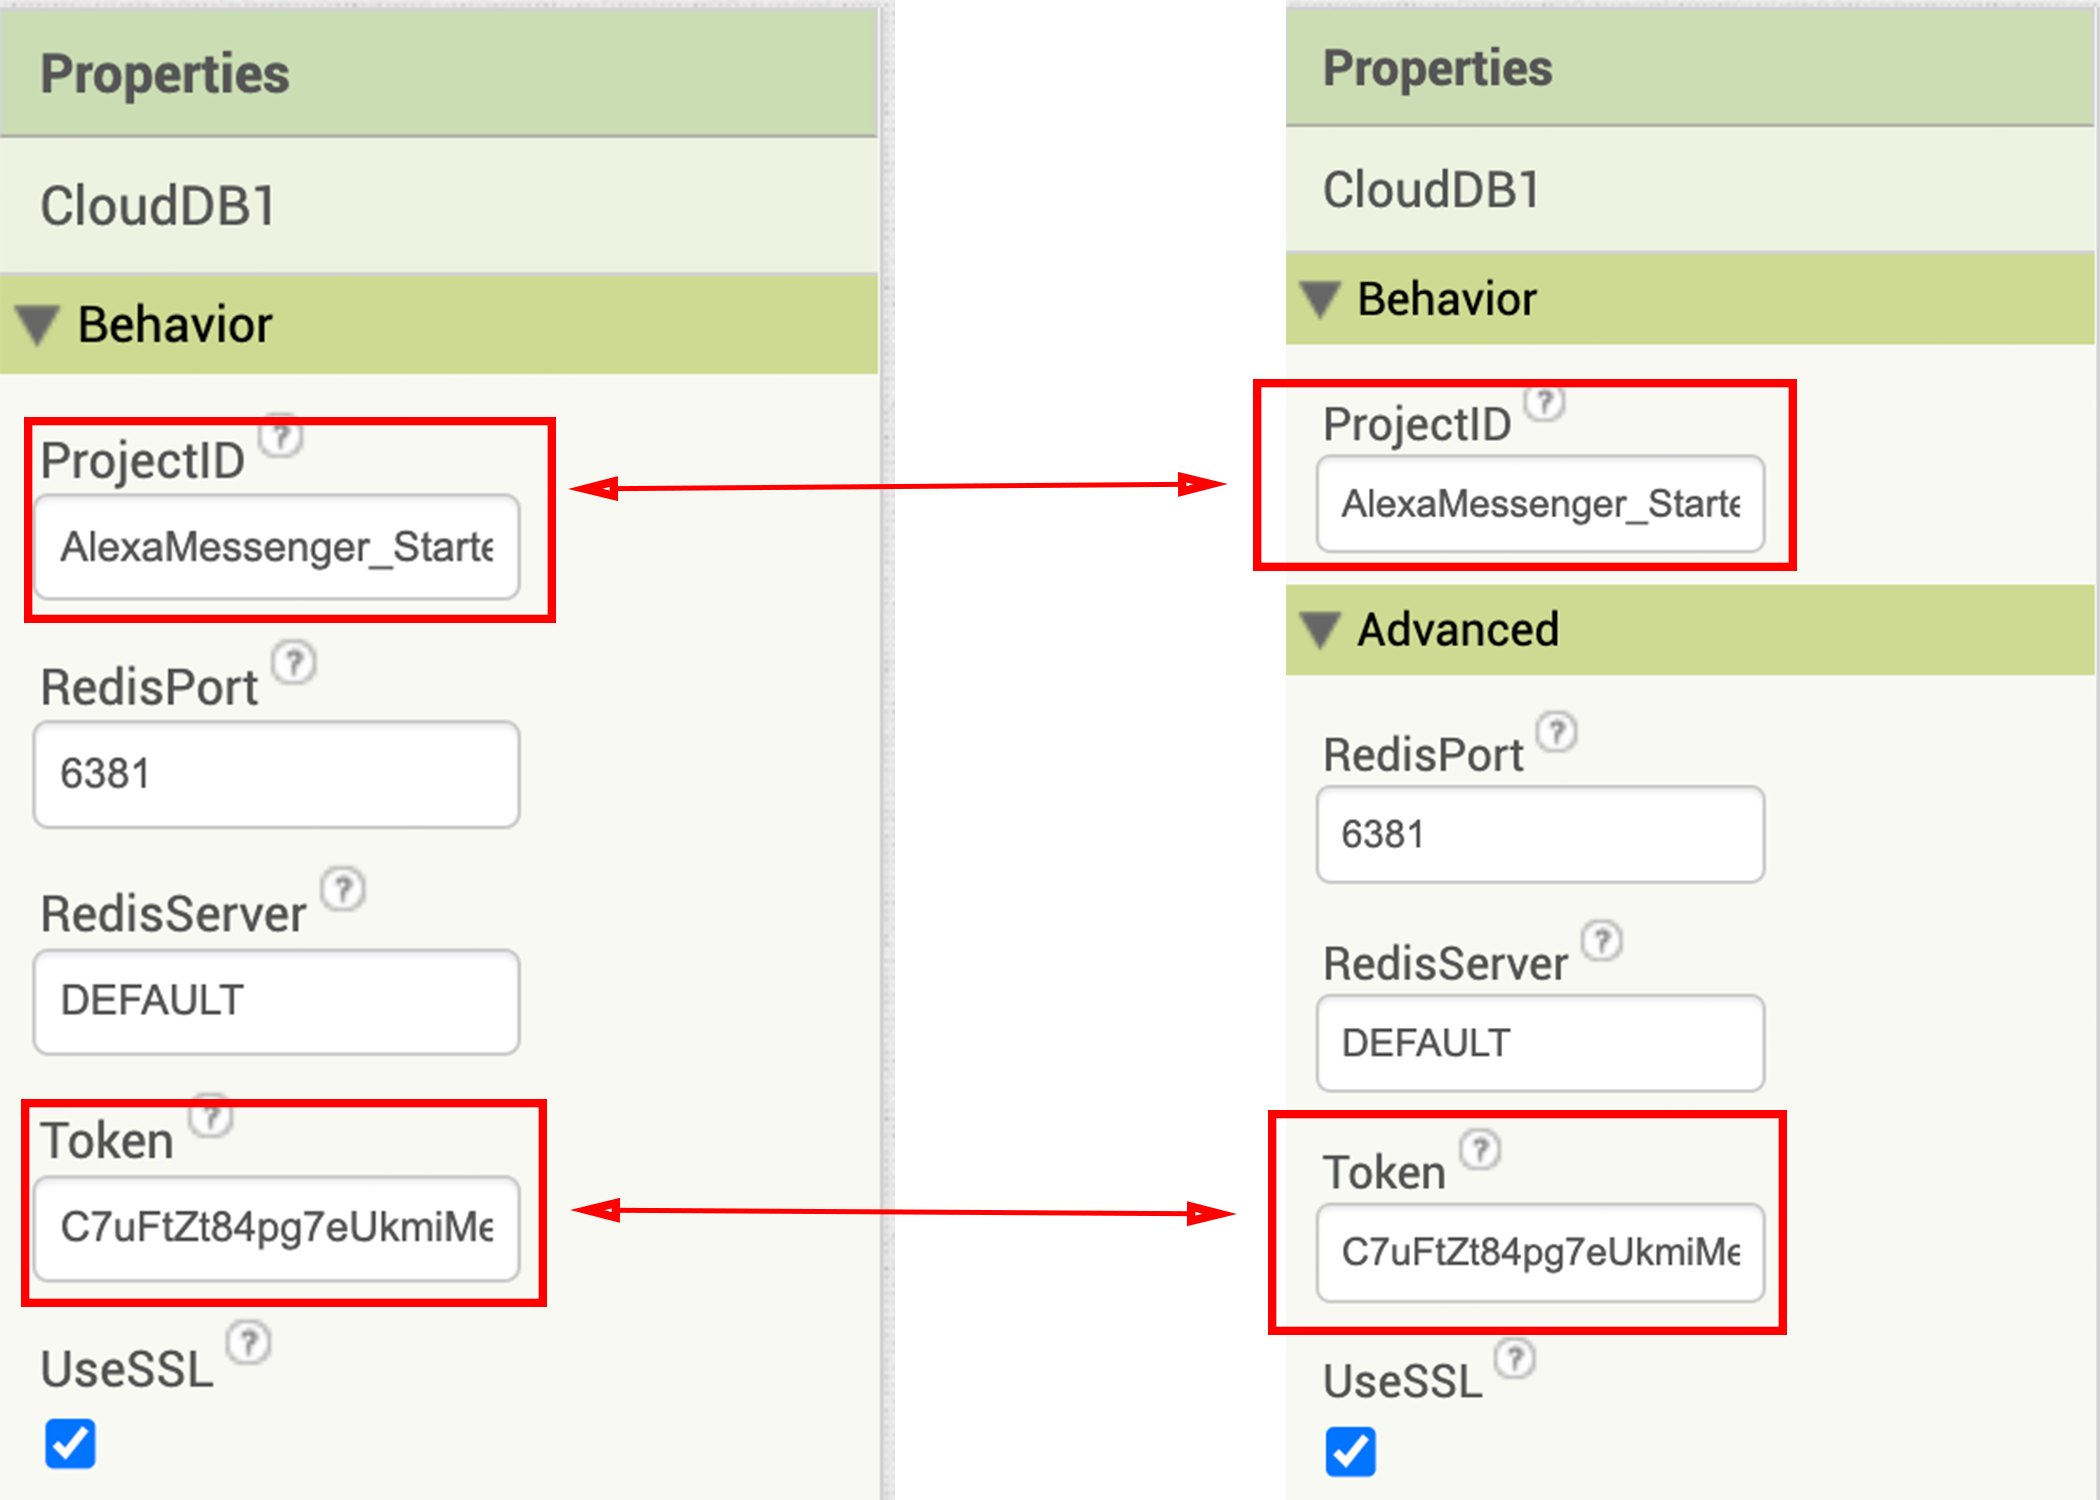 Properties
CloudDB1
Behavior
ProjectID ?
AlexaMessenger_Starte
RedisPort ?
6381
RedisServer ?
DEFAULT
Token ?
C7uFtZt84pg7eUkmiMe
UseSSL ?
Properties
CloudDB1
Behavior
ProjectID ?
AlexaMessenger_Starte
Advanced
RedisPort ?
6381
RedisServer ?
DEFAULT
Token ?
C7uFtZt84pg7eUkmiMe
UseSSL ?